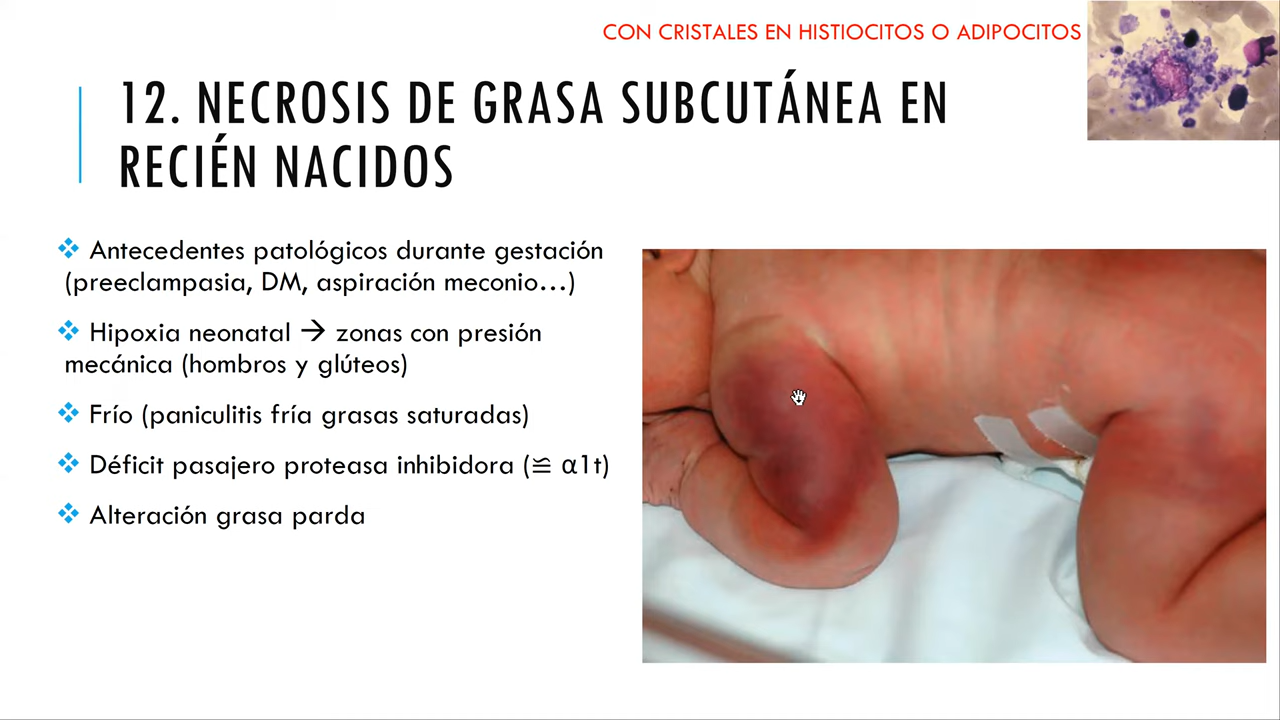 CON CRISTALES EN HISTIOCITOS O ADIPOCITOS
12. NECROSIS DE GRASA SUBCUTÁNEA EN
RECIÉN NACIDOS
❖ Antecedentes patológicos durante gestación
(preeclampasia, DM, aspiración meconio...)
❖ Hipoxia neonatal → zonas con presión
mecánica (hombros y glúteos)
❖ Frío (paniculitis fría grasas saturadas)
❖ Déficit pasajero proteasa inhibidora (≌ α1t)
❖ Alteración grasa parda